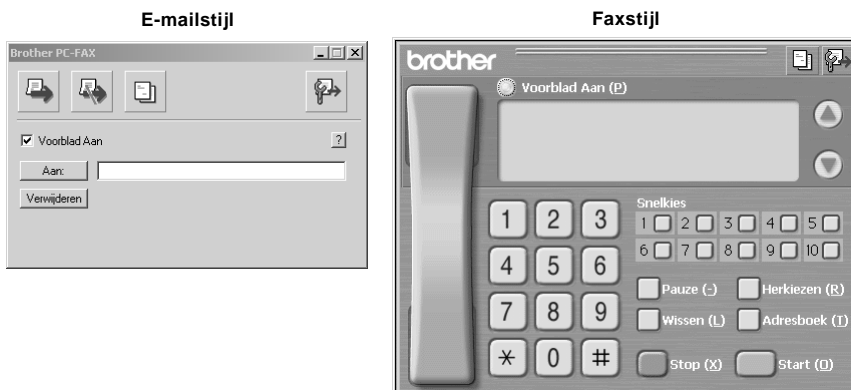 E-mailstijl
Faxstijl
Brother PC-FAX
Voorblad Aan
?
Aan:
Verwijderen
brother
Voorblad Aan (P)
1 2 3
4 5 6
7 8 9
* 0 #
Snelkies
1 2 3 4 5
6 7 8 9 10
Pauze (-) Herkiezen (R)
Wissen (L) Adresboek (T)
Stop (X) Start (O)